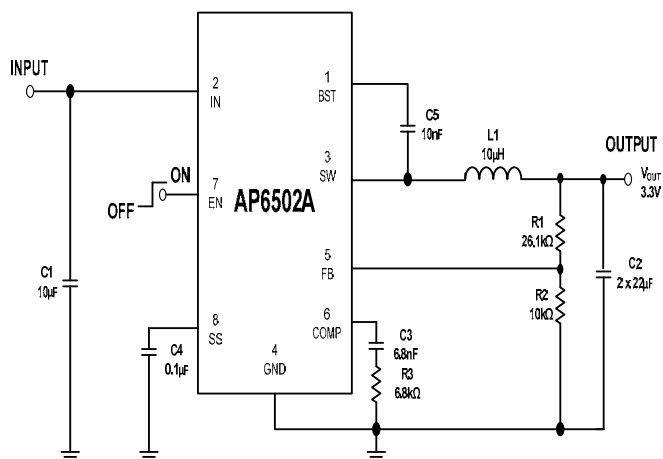 INPUT
2
IN
1
BST
C5
10nF
L1
10µH
OUTPUT
V_OUT
3.3V
ON
OFF
7
EN
AP6502A
3
SW
R1
26.1kΩ
C1
10µF
5
FB
C2
2 x 22µF
R2
10kΩ
8
SS
6
COMP
C3
6.8nF
C4
0.1µF
4
GND
R3
6.8kΩ